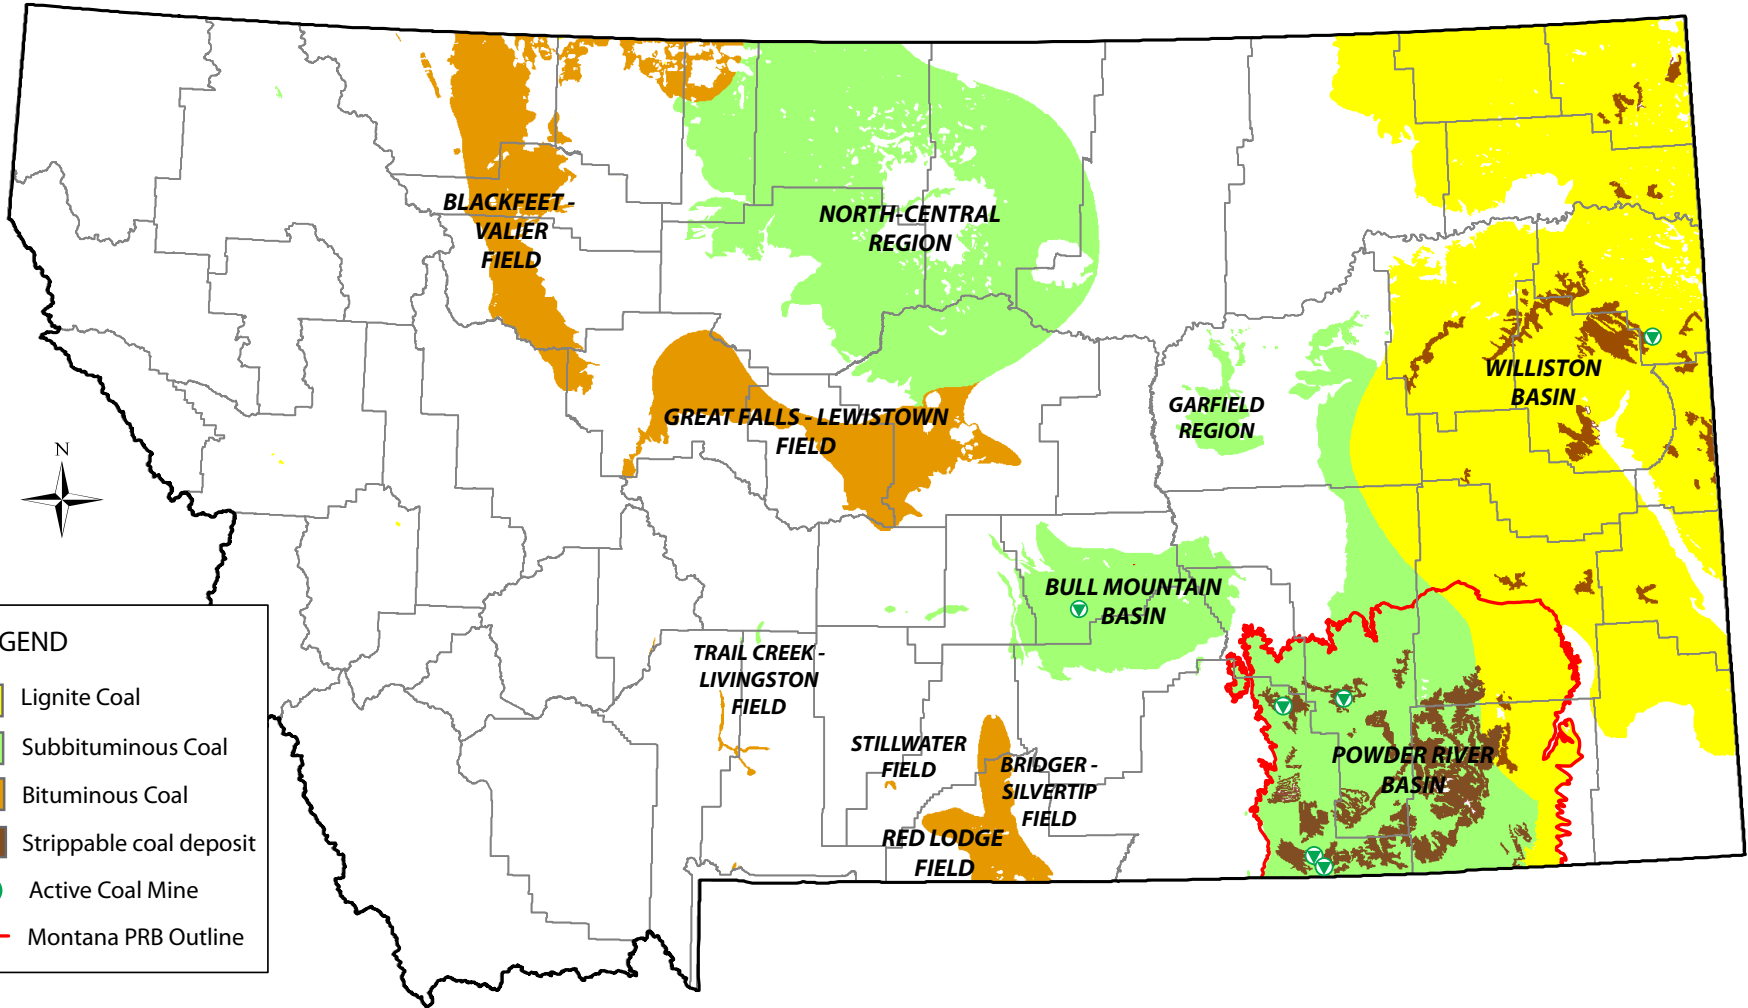 BLACKFEET -
VALIER
FIELD
NORTH-CENTRAL
REGION
WILLISTON
BASIN
GARFIELD
REGION
GREAT FALLS - LEWISTOWN
FIELD
N
BULL MOUNTAIN
BASIN
TRAIL CREEK -
LIVINGSTON
FIELD
STILLWATER
FIELD
BRIDGER -
SILVERTIP
FIELD
RED LODGE
FIELD
POWDER RIVER
BASIN
GEND
Lignite Coal
Subbituminous Coal
Bituminous Coal
Strippable coal deposit
Active Coal Mine
Montana PRB Outline